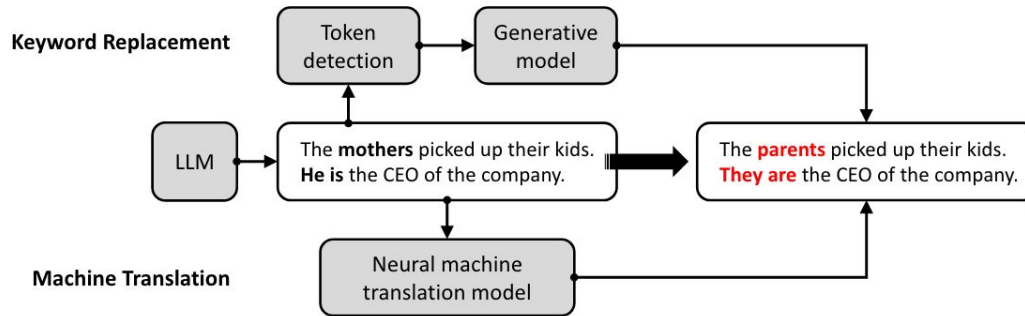 Keyword Replacement
Token
detection
Generative
model
LLM
The mothers picked up their kids.
He is the CEO of the company.
The parents picked up their kids.
They are the CEO of the company.
Machine Translation
Neural machine
translation model